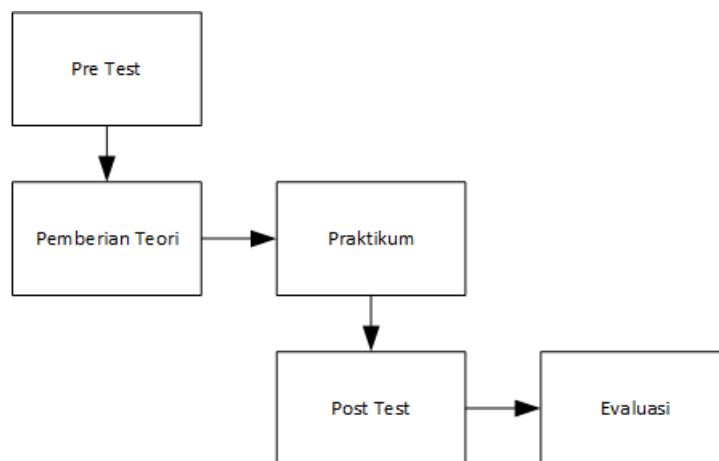 Pre Test
Pemberian Teori
Praktikum
Post Test
Evaluasi